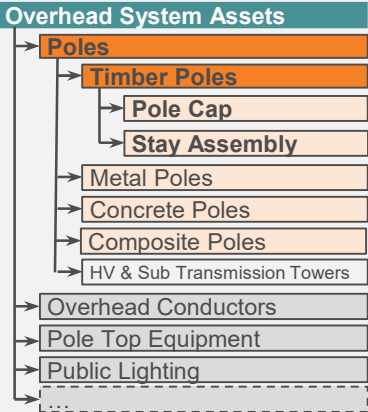 Overhead System Assets
Poles
Timber Poles
Pole Cap
Stay Assembly
Metal Poles
Concrete Poles
Composite Poles
HV & Sub Transmission Towers
Overhead Conductors
Pole Top Equipment
Public Lighting
...